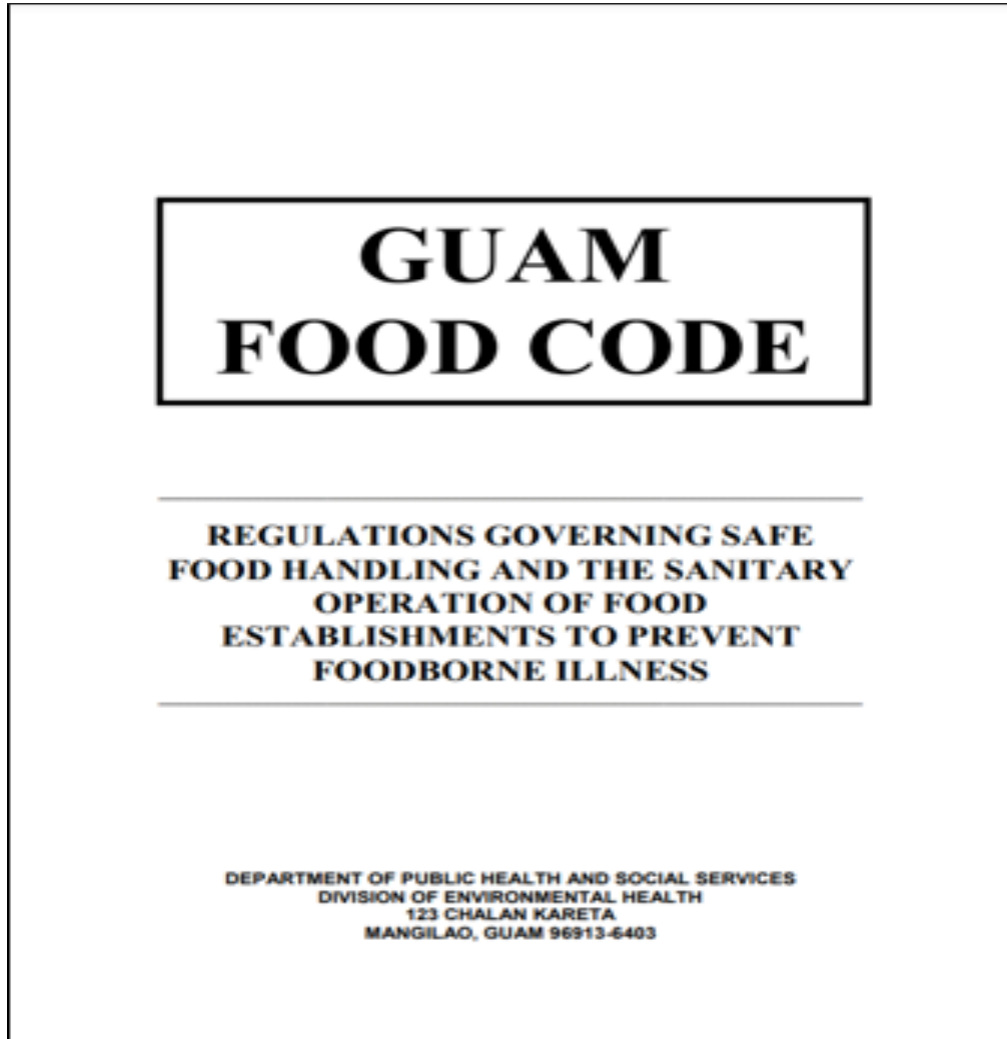 GUAM
FOOD CODE
REGULATIONS GOVERNING SAFE
FOOD HANDLING AND THE SANITARY
OPERATION OF FOOD
ESTABLISHMENTS TO PREVENT
FOODBORNE ILLNESS
DEPARTMENT OF PUBLIC HEALTH AND SOCIAL SERVICES
DIVISION OF ENVIRONMENTAL HEALTH
123 CHALAN KARETA
MANGILAO, GUAM 96913-6403